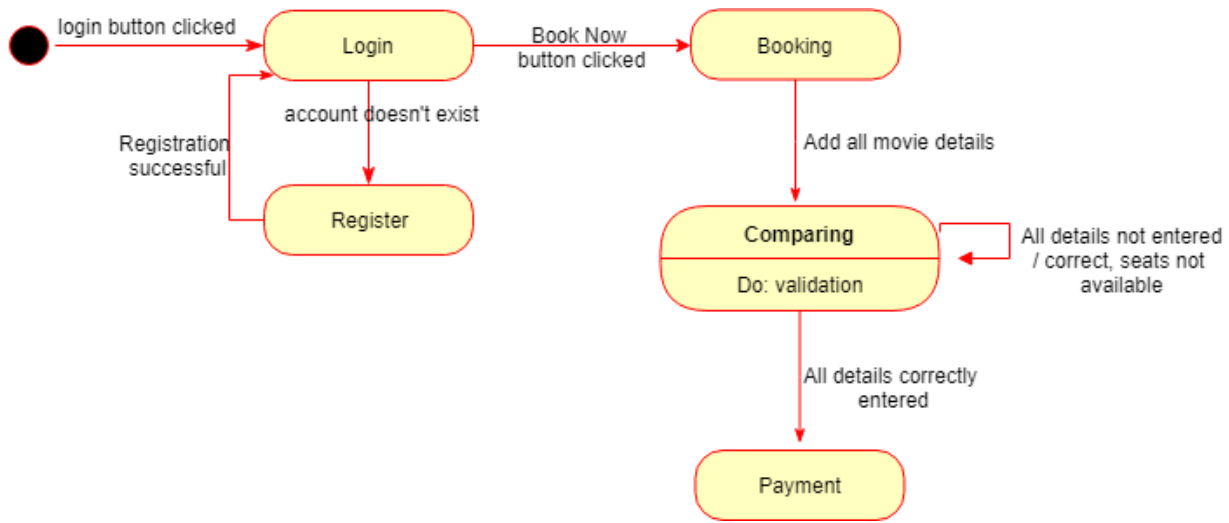 login button clicked
Login
Book Now
button clicked
Booking
account doesn't exist
Registration
successful
Add all movie details
Register
Comparing
Do: validation
All details not entered
/ correct, seats not
available
All details correctly
entered
Payment